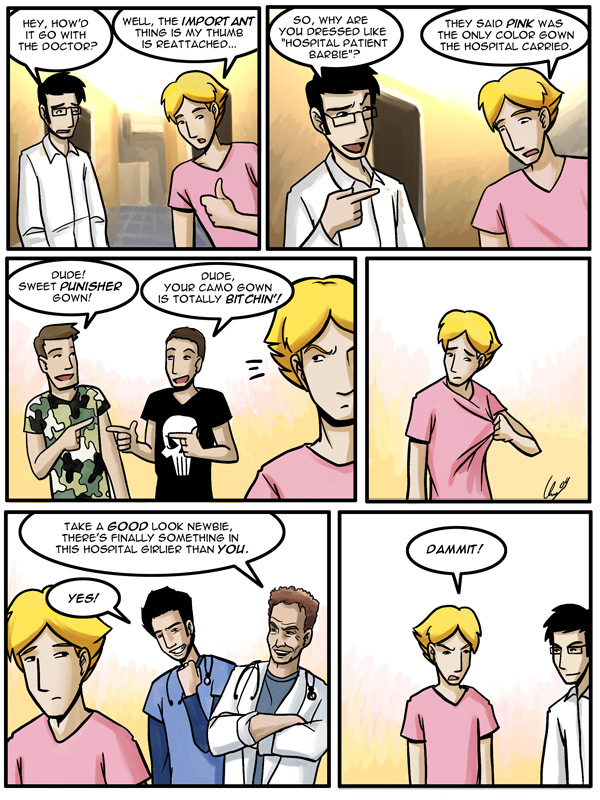 HEY, HOW'D
IT GO WITH
THE DOCTOR?
WELL, THE IMPORTANT
THING IS MY THUMB
IS REATTACHED...
SO, WHY ARE
YOU DRESSED LIKE
"HOSPITAL PATIENT
BARBIE"?
THEY SAID PINK WAS
THE ONLY COLOR GOWN
THE HOSPITAL CARRIED.
DUDE!
SWEET PUNISHER
GOWN!
DUDE,
YOUR CAMO GOWN
IS TOTALLY BITCHIN'!
TAKE A GOOD LOOK NEWBIE,
THERE'S FINALLY SOMETHING IN
THIS HOSPITAL GIRLIER THAN YOU.
YES!
DAMMIT!